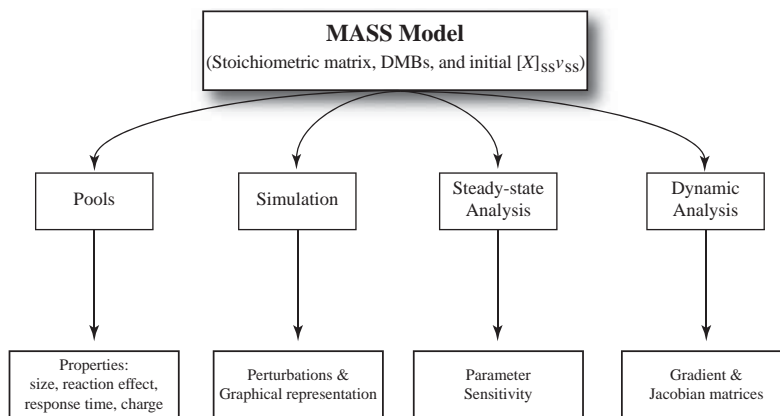 MASS Model
(Stoichiometric matrix, DMBs, and initial [X]ssvss)
Pools
Simulation
Steady-state
Analysis
Dynamic
Analysis
Properties:
size, reaction effect,
response time, charge
Perturbations &
Graphical representation
Parameter
Sensitivity
Gradient &
Jacobian matrices